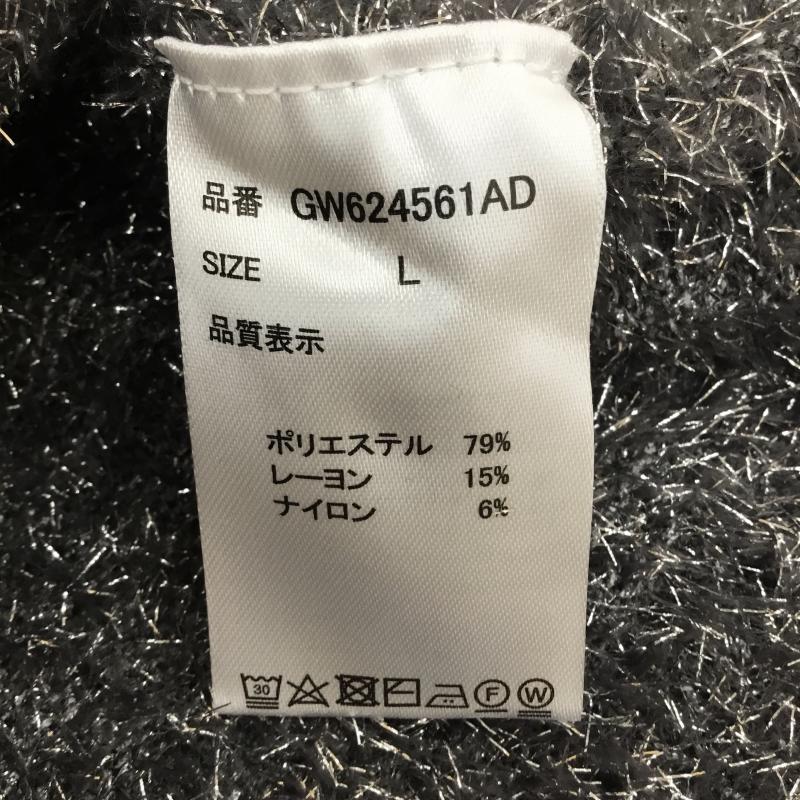 品番 GW624561AD
SIZE L
品質表示
ポリエステル 79%
レーヨン 15%
ナイロン 6%
30 F W